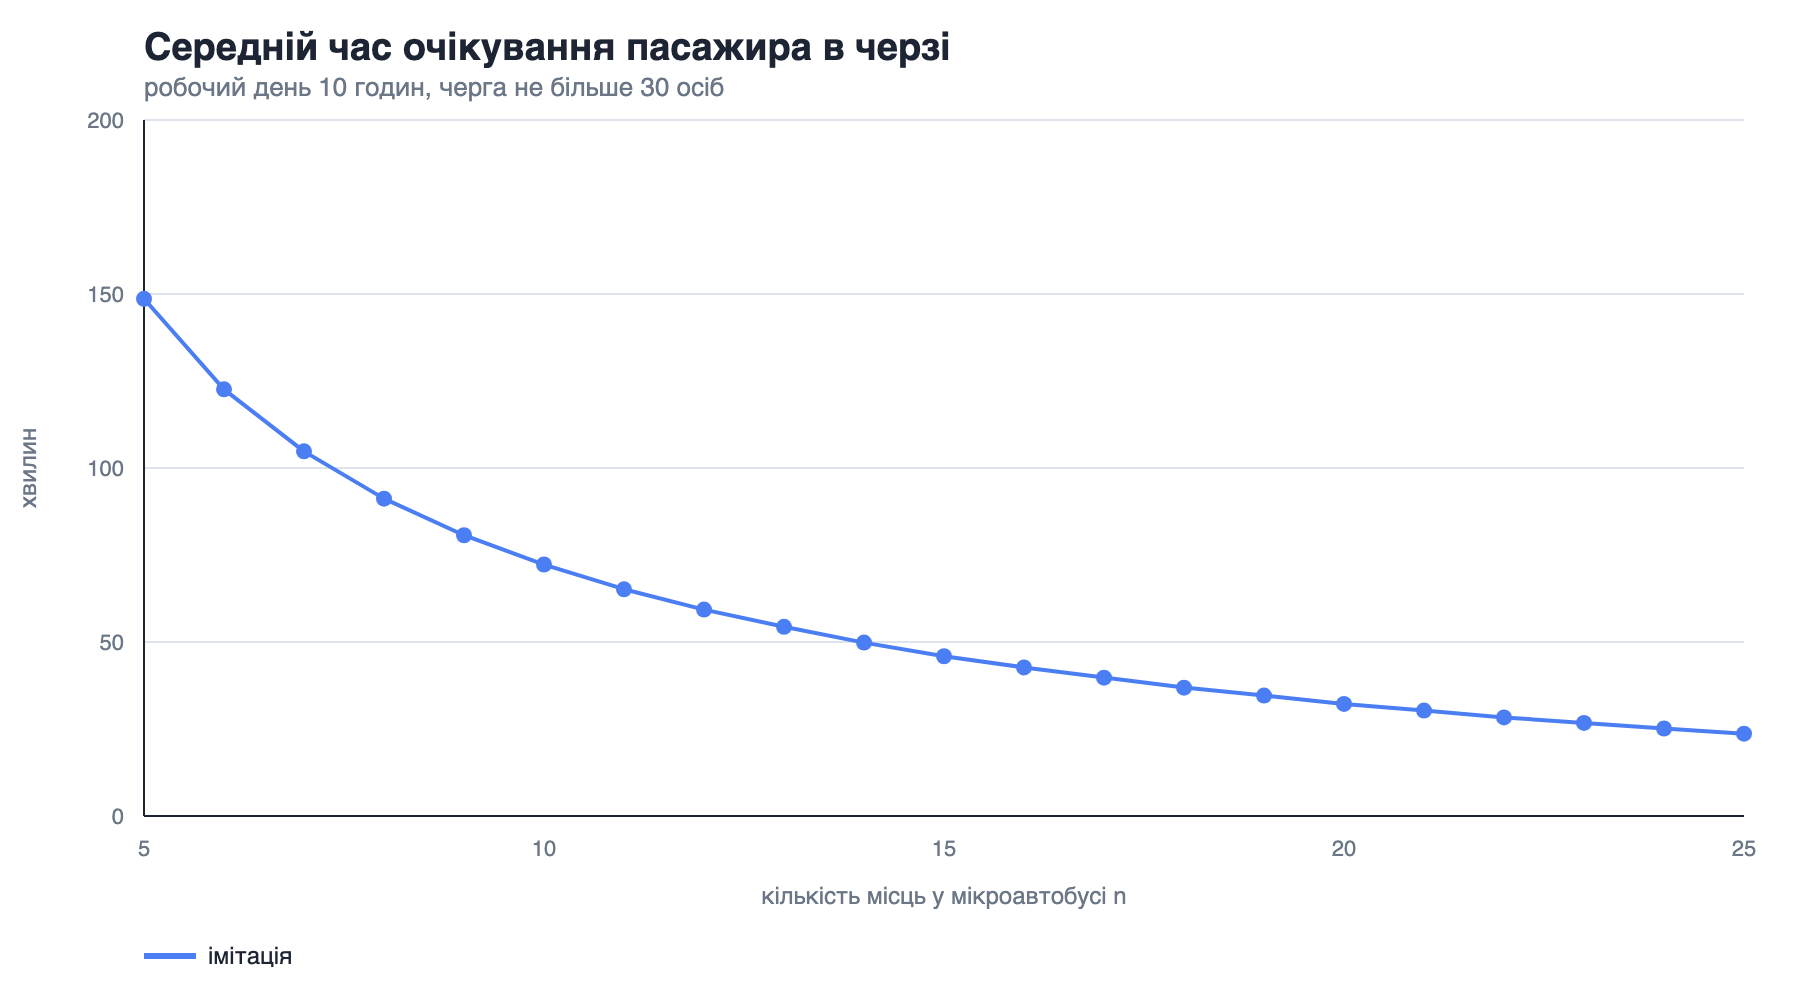 Середній час очікування пасажира в черзі
робочий день 10 годин, черга не більше 30 осіб
200
150
100
50
0
хвилин
5 10 15 20 25
кількість місць у мікроавтобусі n
імітація